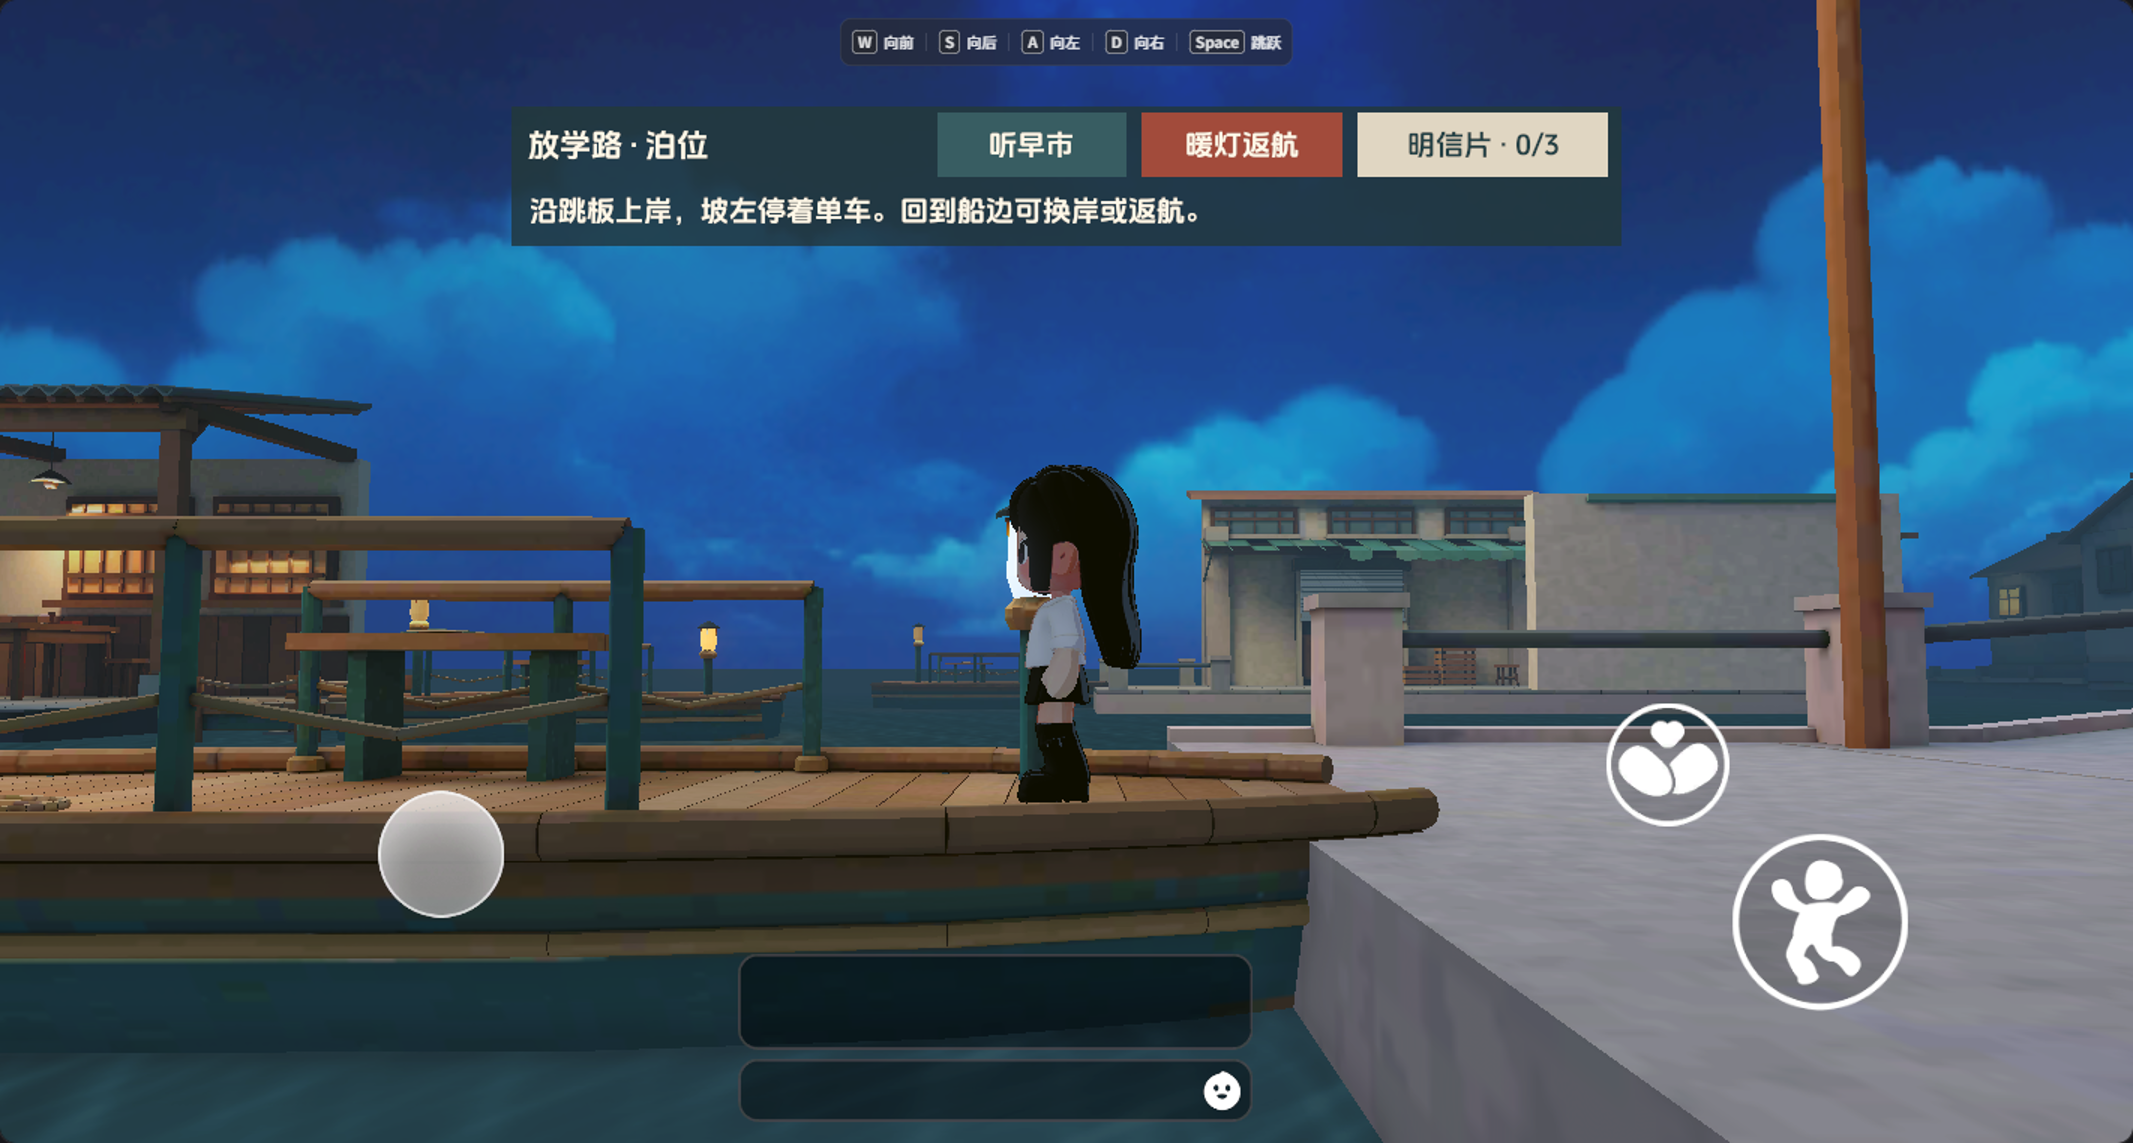 W 向前 S 向后 A 向左 D 向右 Space 跳跃
放学路·泊位 听早市 暖灯返航 明信片·0/3
沿跳板上岸，坡左停着单车。回到船边可换岸或返航。